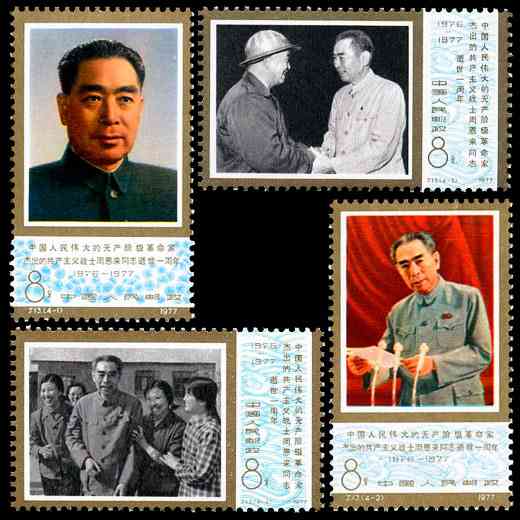 中国人民伟大的无产阶级革命家
杰出的共产主义战士周恩来同志逝世一周年
1976-1977
8分 中国人民邮政
J13.(4-1) 1977
中国人民伟大的无产阶级革命家
杰出的共产主义战士周恩来同志
逝世一周年
1976
-1977
中国人民邮政
8分
1977
中国人民伟大的无产阶级革命家
杰出的共产主义战士周恩来同志
逝世一周年
1976
-1977
中国人民邮政
8分
1977
中国人民伟大的无产阶级革命家
杰出的共产主义战士周恩来同志逝世一周年
-1976-1977-
8分 中国人民邮政
J13.(4-2) 1977